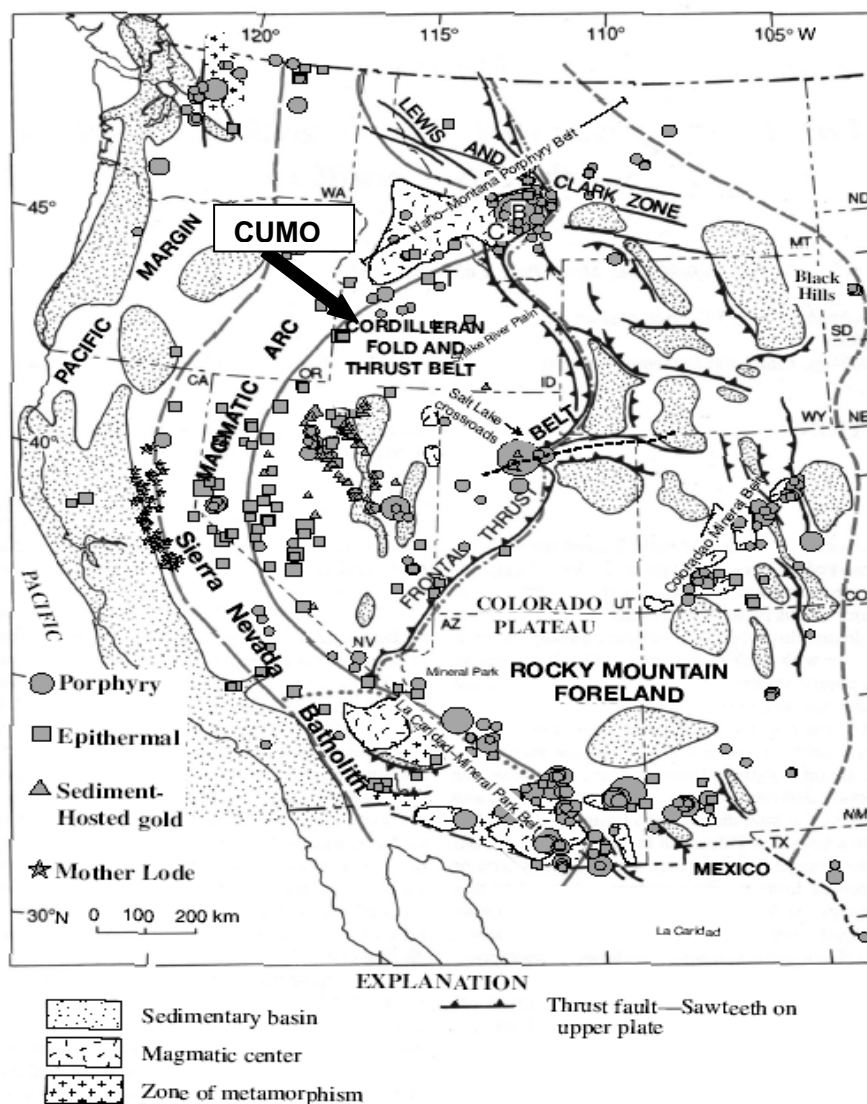 120° 115° 110° 105° W
LEWIS AND
CLARK ZONE
Idaho-Montana Porphyry Belt
WA
45°
ND
B
C
MT
CUMO
MARGIN
PACIFIC
T
Black
Hills
CORDILLERAN
FOLD AND
THRUST BELT
Snake River Plain
ARC
MAGMATIC
SD
OR
CA
ID
Salt Lake
crossroads
WY
NE
BELT
40°
THRUST
FRONTAL
Coloradao Mineral Belt
Sierra Nevada
Batholith
PACIFIC
COLORADO
PLATEAU
UT
CO
AZ
NV
Mineral Park
ROCKY MOUNTAIN
FORELAND
La Caridad-Mineral Park Belt
Porphyry
Epithermal
Sediment-
Hosted gold
Mother Lode
NM
TX
MEXICO
30°N
0 100 200 km
La Caridad
EXPLANATION
Sedimentary basin
Magmatic center
Zone of metamorphism
Thrust fault—Sawteeth on
upper plate